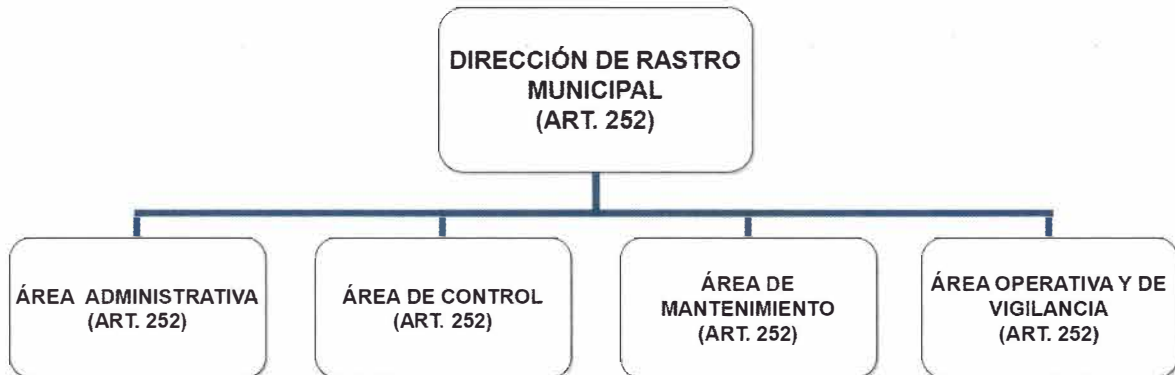 DIRECCIÓN DE RASTRO
MUNICIPAL
(ART. 252)
ÁREA ADMINISTRATIVA
(ART. 252)
ÁREA DE CONTROL
(ART. 252)
ÁREA DE
MANTENIMIENTO
(ART. 252)
ÁREA OPERATIVA Y DE
VIGILANCIA
(ART. 252)